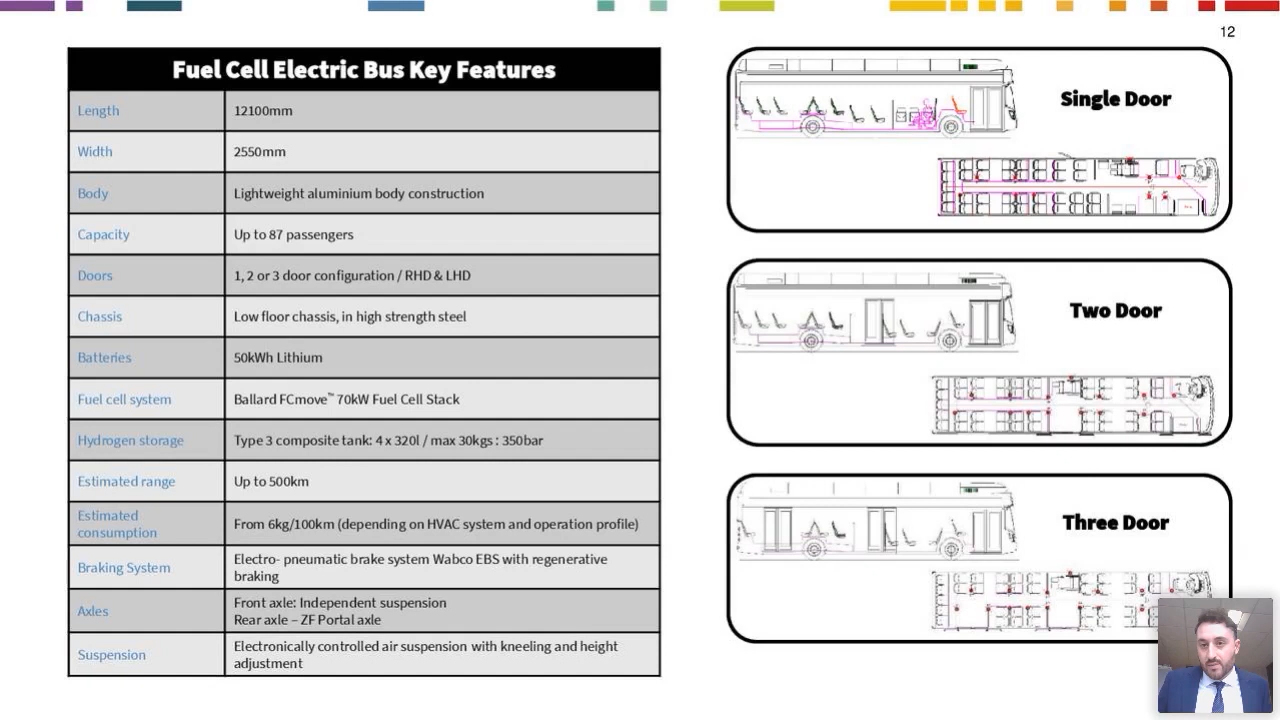 12
Fuel Cell Electric Bus Key Features
Length 12100mm
Width 2550mm
Body Lightweight aluminium body construction
Capacity Up to 87 passengers
Doors 1, 2 or 3 door configuration / RHD & LHD
Chassis Low floor chassis, in high strength steel
Batteries 50kWh Lithium
Fuel cell system Ballard FCmove™ 70kW Fuel Cell Stack
Hydrogen storage Type 3 composite tank: 4 x 320l / max 30kgs : 350bar
Estimated range Up to 500km
Estimated
consumption
From 6kg/100km (depending on HVAC system and operation profile)
Braking System
Electro- pneumatic brake system Wabco EBS with regenerative
braking
Axles
Front axle: Independent suspension
Rear axle – ZF Portal axle
Suspension
Electronically controlled air suspension with kneeling and height
adjustment
Single Door
Two Door
Three Door